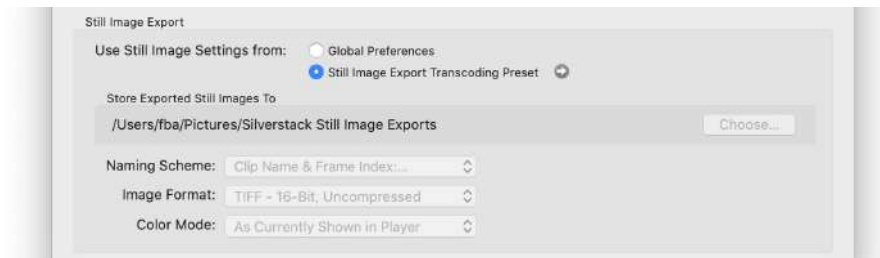 Still Image Export
Use Still Image Settings from: Global Preferences
Still Image Export Transcoding Preset
Store Exported Still Images To
/Users/fba/Pictures/Silverstack Still Image Exports Choose...
Naming Scheme: Clip Name & Frame Index:...
Image Format: TIFF - 16-Bit, Uncompressed
Color Mode: As Currently Shown in Player